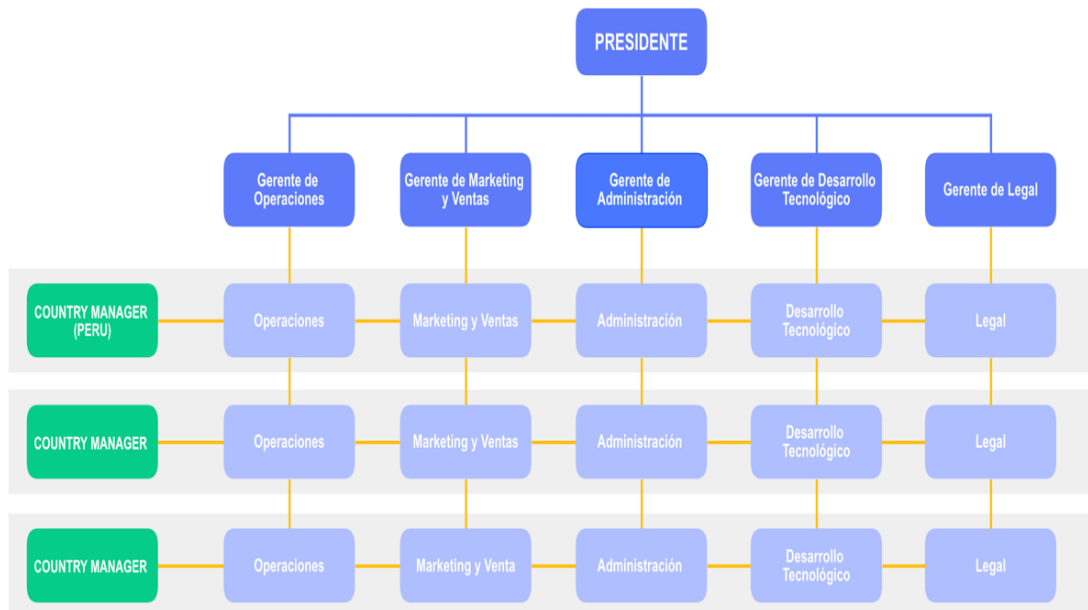 PRESIDENTE
Gerente de
Operaciones
Gerente de Marketing
y Ventas
Gerente de
Administración
Gerente de Desarrollo
Tecnológico
Gerente de Legal
COUNTRY MANAGER
(PERU)
Operaciones
Marketing y Ventas
Administración
Desarrollo
Tecnológico
Legal
COUNTRY MANAGER
Operaciones
Marketing y Ventas
Administración
Desarrollo
Tecnológico
Legal
COUNTRY MANAGER
Operaciones
Marketing y Venta
Administración
Desarrollo
Tecnológico
Legal